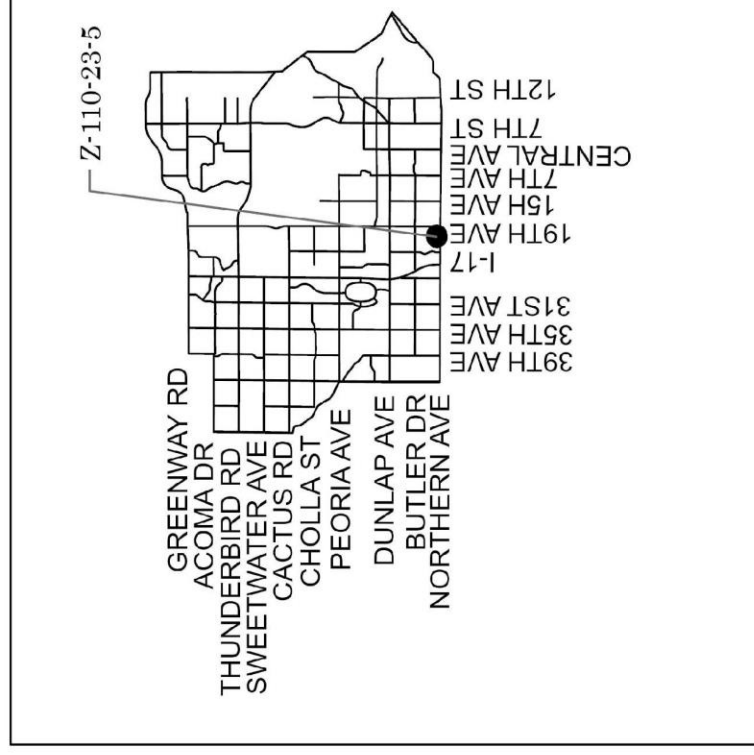 Z-110-23-5
12TH ST
7TH ST
CENTRAL AVE
7TH AVE
15H AVE
19TH AVE
I-17
31ST AVE
35TH AVE
39TH AVE
GREENWAY RD
ACOMA DR
THUNDERBIRD RD
SWEETWATER AVE
CACTUS RD
CHOLLA ST
PEORIA AVE
DUNLAP AVE
BUTLER DR
NORTHERN AVE